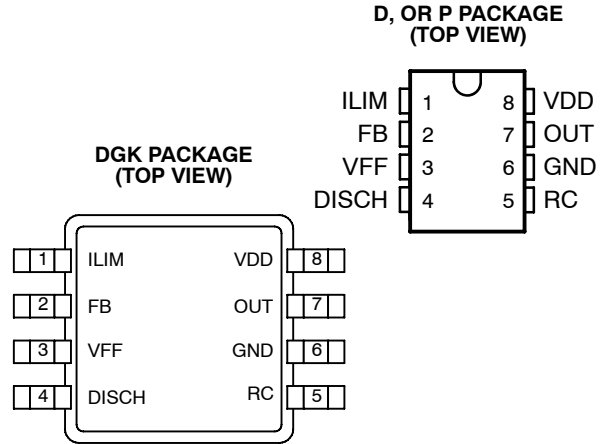 D, OR P PACKAGE
(TOP VIEW)
ILIM 1 8 VDD
FB 2 7 OUT
VFF 3 6 GND
DISCH 4 5 RC
DGK PACKAGE
(TOP VIEW)
1 ILIM VDD 8
2 FB OUT 7
3 VFF GND 6
4 DISCH RC 5